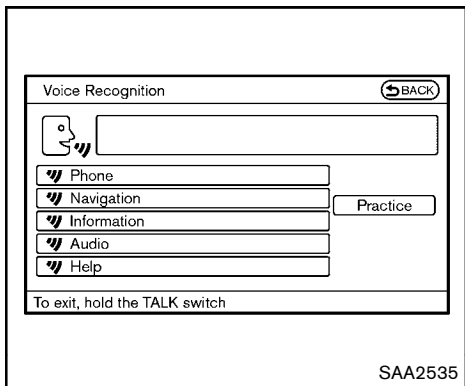 Voice Recognition
BACK
Phone
Navigation
Practice
Information
Audio
Help
To exit, hold the TALK switch
SAA2535